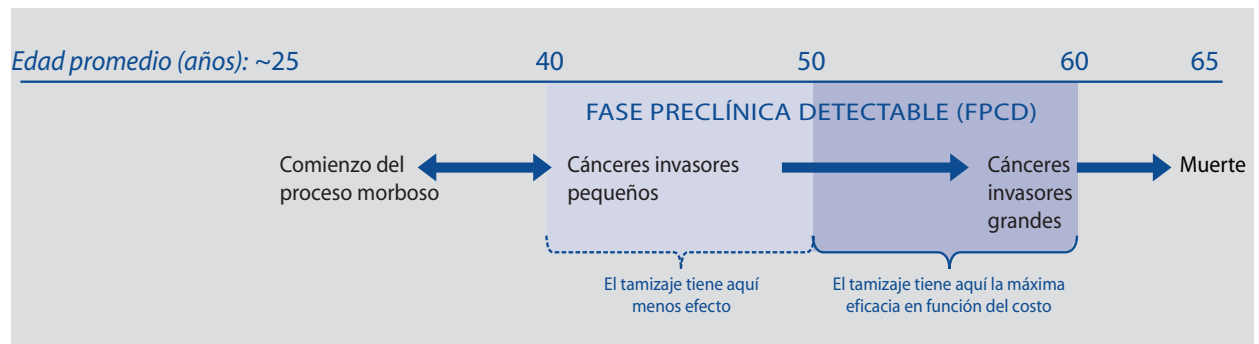 Edad promedio (años): ~25 40 50 60 65
FASE PRECLÍNICA DETECTABLE (FPCD)
Comienzo del
proceso morboso
Cánceres invasores
pequeños
Cánceres
invasores
grandes
Muerte
El tamizaje tiene aquí
menos efecto
El tamizaje tiene aquí la máxima
eficacia en función del costo